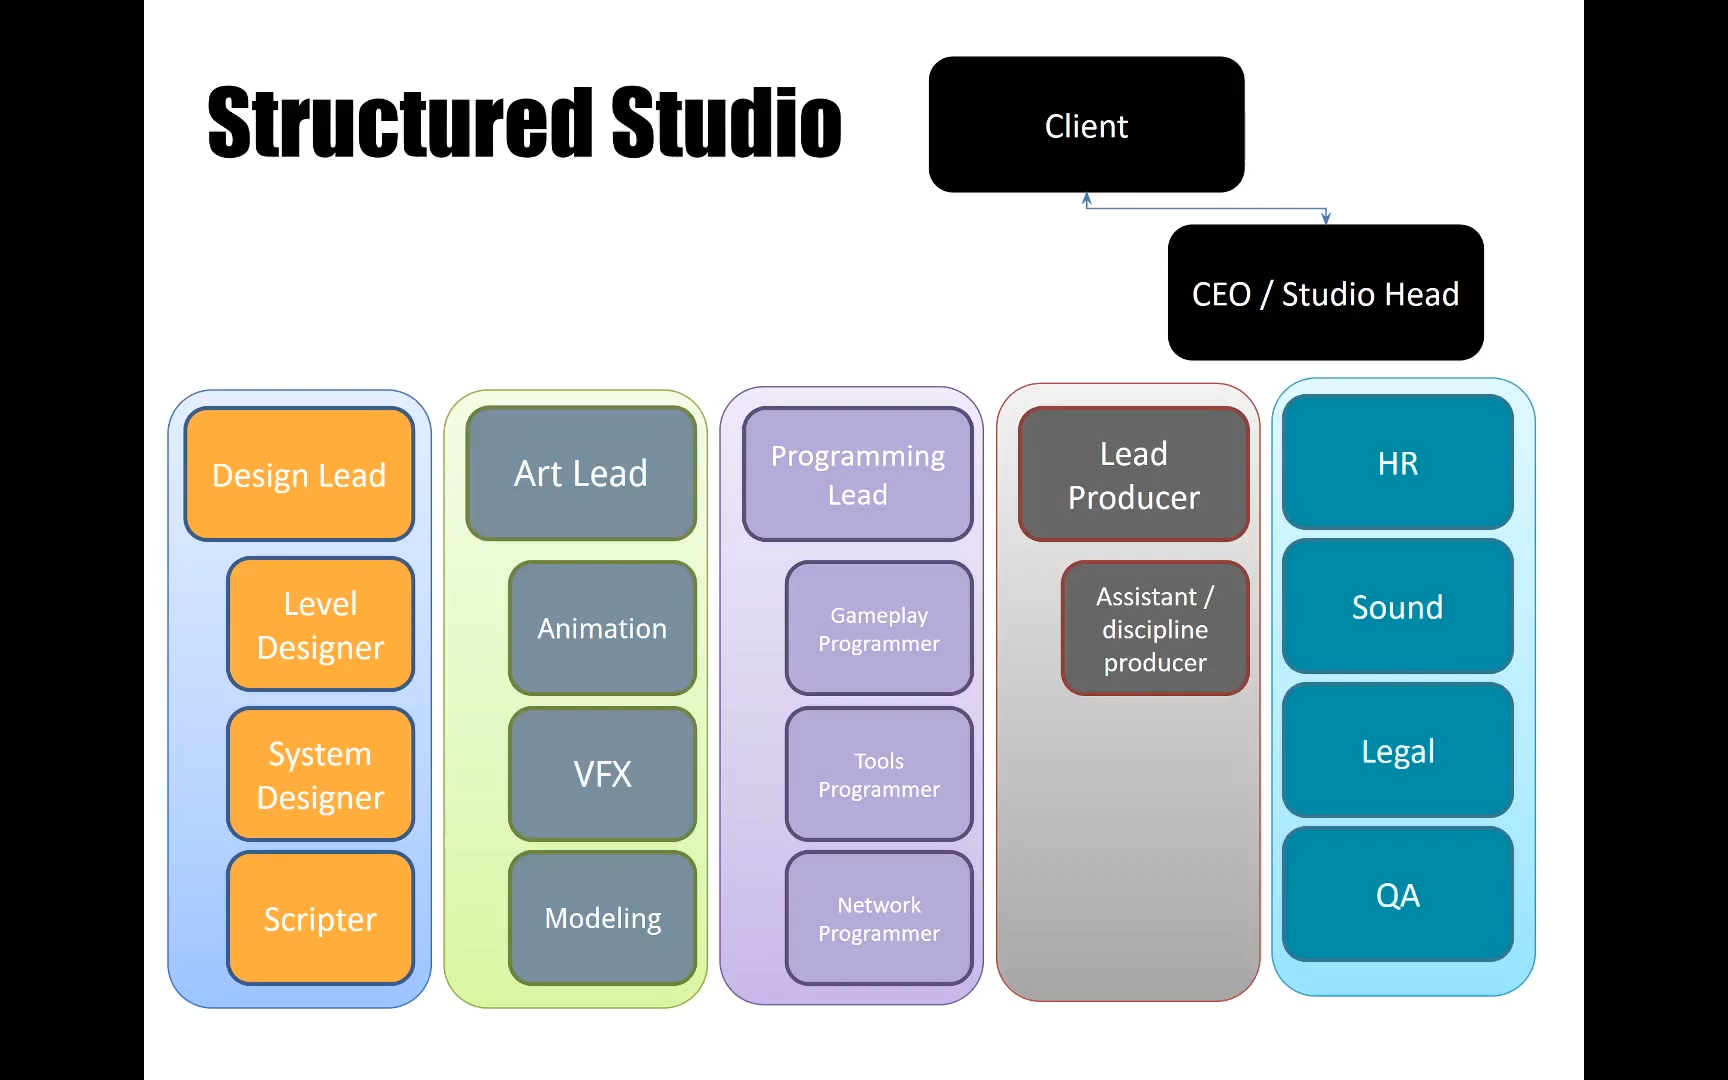 Structured Studio
Client
CEO / Studio Head
Design Lead
Level
Designer
System
Designer
Scripter
Art Lead
Animation
VFX
Modeling
Programming
Lead
Gameplay
Programmer
Tools
Programmer
Network
Programmer
Lead
Producer
Assistant /
discipline
producer
HR
Sound
Legal
QA